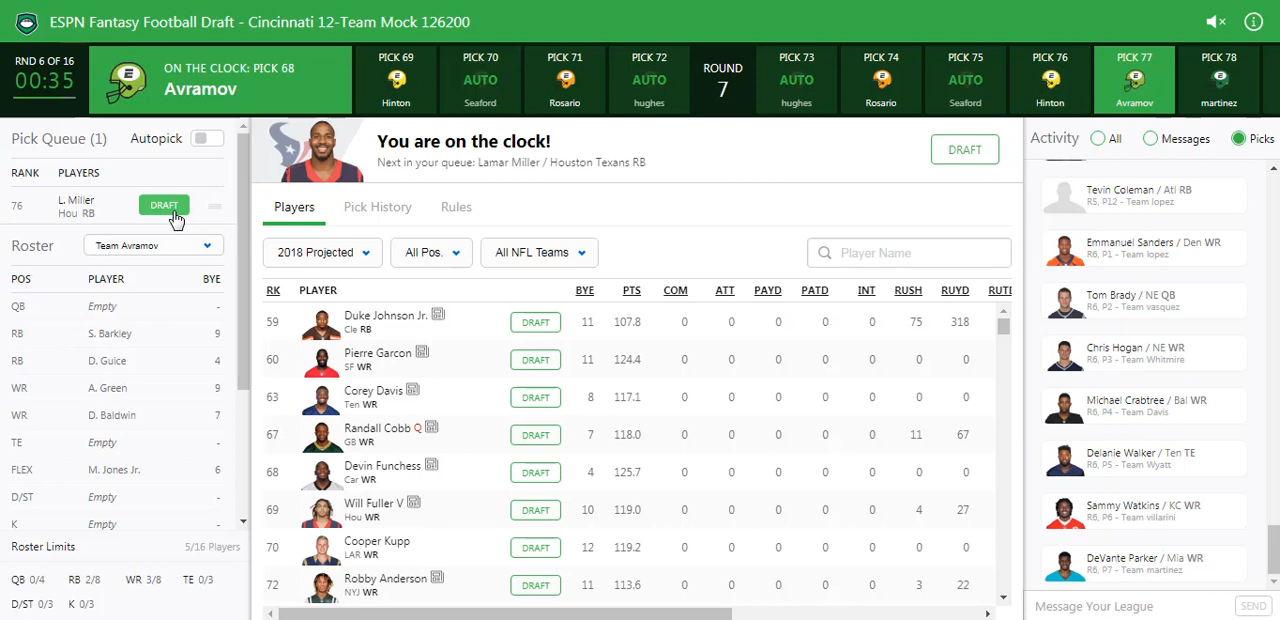 ESPN Fantasy Football Draft - Cincinnati 12-Team Mock 126200
RND 6 OF 16
00:35
ON THE CLOCK: PICK 68
Avramov
PICK 69
Hinton
PICK 70
AUTO
Seaford
PICK 71
Rosario
PICK 72
AUTO
hughes
ROUND
7
PICK 73
AUTO
hughes
PICK 74
Rosario
PICK 75
AUTO
Seaford
PICK 76
Hinton
PICK 77
Avramov
PICK 78
martinez
Pick Queue (1)
Autopick
RANK PLAYERS
76
L. Miller
Hou RB
DRAFT
Roster
Team Avramov
POS PLAYER BYE
QB Empty -
RB S. Barkley 9
RB D. Guice 4
WR A. Green 9
WR D. Baldwin 7
TE Empty -
FLEX M. Jones Jr. 6
D/ST Empty -
K Empty -
Roster Limits 5/16 Players
QB 0/4 RB 2/8 WR 3/8 TE 0/3
D/ST 0/3 K 0/3
You are on the clock!
Next in your queue: Lamar Miller / Houston Texans RB
DRAFT
Players Pick History Rules
2018 Projected All Pos. All NFL Teams Player Name
RK PLAYER BYE PTS COM ATT PAYD PATD INT RUSH RUYD RUTD
59 Duke Johnson Jr. Cle RB DRAFT 11 107.8 0 0 0 0 0 75 318
60 Pierre Garcon SF WR DRAFT 11 124.4 0 0 0 0 0 0 0
63 Corey Davis Ten WR DRAFT 8 117.1 0 0 0 0 0 0 0
67 Randall Cobb Q GB WR DRAFT 7 118.0 0 0 0 0 0 11 67
68 Devin Funchess Car WR DRAFT 4 125.7 0 0 0 0 0 0 0
69 Will Fuller V Hou WR DRAFT 10 119.0 0 0 0 0 0 4 27
70 Cooper Kupp LAR WR DRAFT 12 119.2 0 0 0 0 0 0 0
72 Robby Anderson NYJ WR DRAFT 11 113.6 0 0 0 0 0 3 22
Activity All Messages Picks
Tevin Coleman / Atl RB
R5, P12 - Team lopez
Emmanuel Sanders / Den WR
R6, P1 - Team lopez
Tom Brady / NE QB
R6, P2 - Team vasquez
Chris Hogan / NE WR
R6, P3 - Team Whitmire
Michael Crabtree / Bal WR
R6, P4 - Team Davis
Delanie Walker / Ten TE
R6, P5 - Team Wyatt
Sammy Watkins / KC WR
R6, P6 - Team villarini
DeVante Parker / Mia WR
R6, P7 - Team martinez
Message Your League
SEND